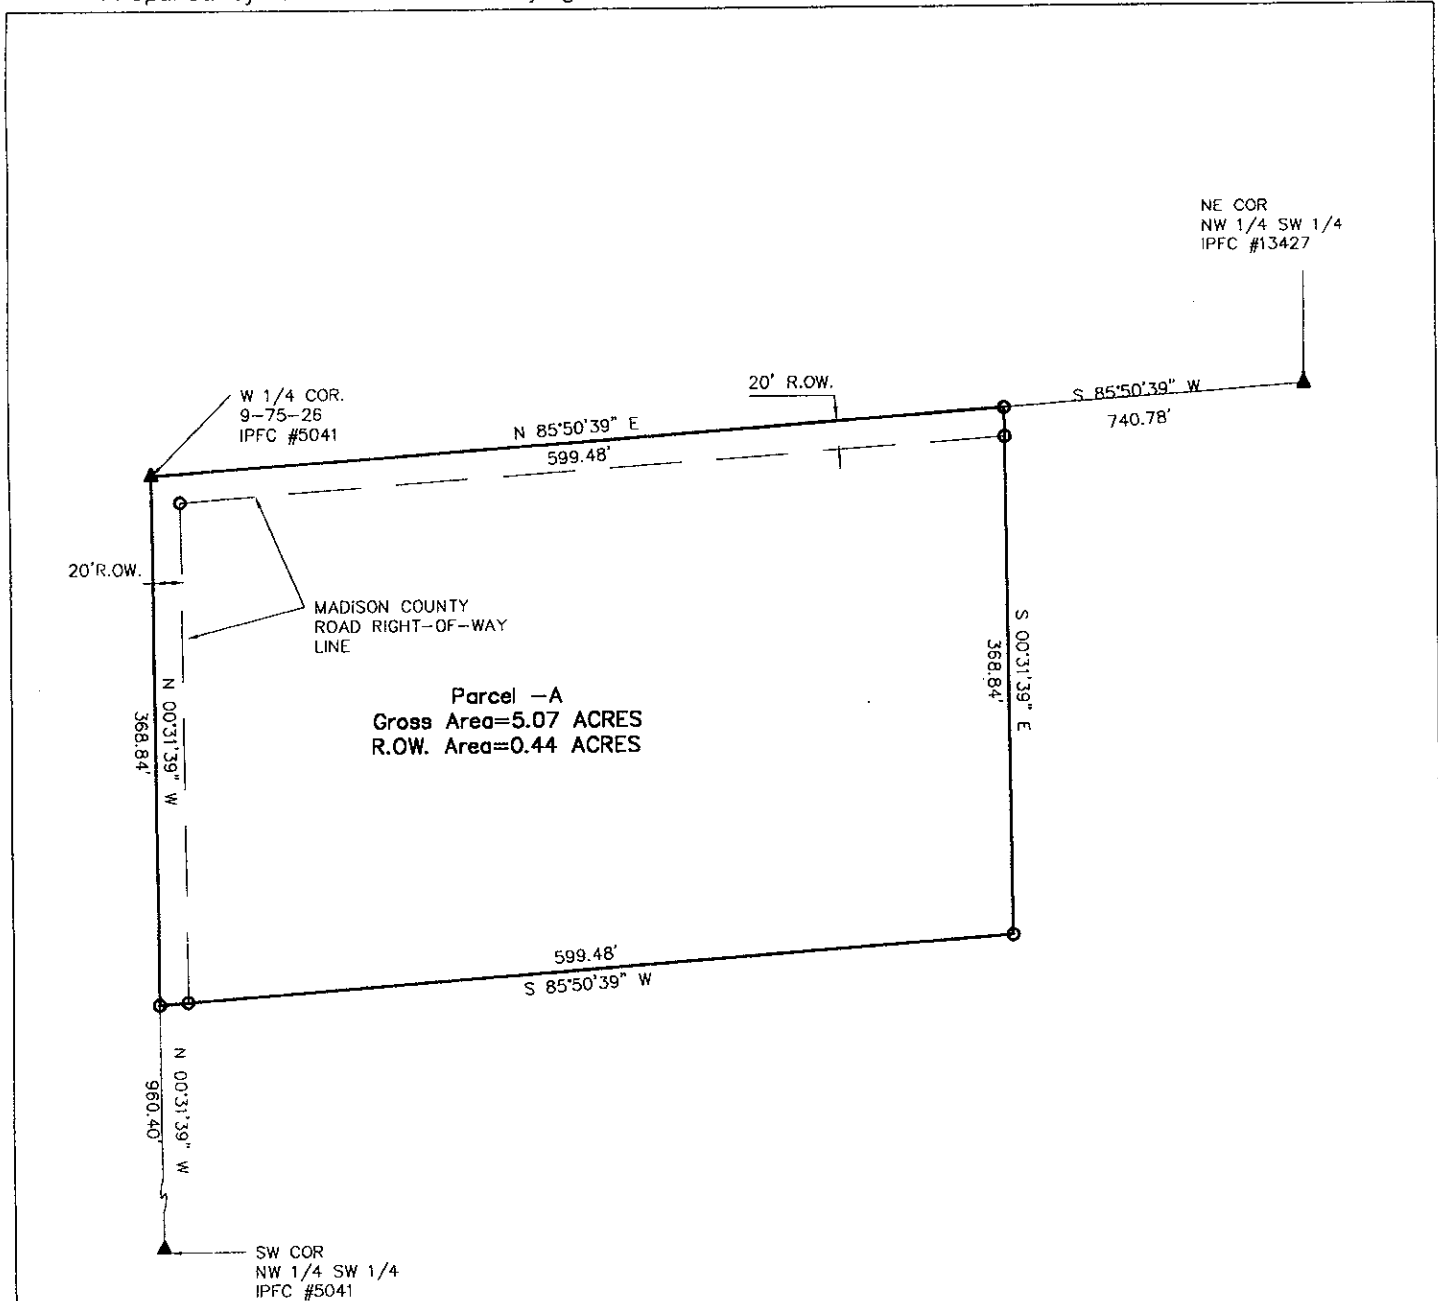 NE COR
NW 1/4 SW 1/4
IPFC #13427
W 1/4 COR.
9-75-26
IPFC #5041
20' R.OW.
N 85°50'39" E
599.48'
S 85°50'39" W
740.78'
20'R.OW.
MADISON COUNTY
ROAD RIGHT-OF-WAY
LINE
N 00°31'39" W
368.84'
S 00°31'39" E
368.84'
Parcel -A
Gross Area=5.07 ACRES
R.OW. Area=0.44 ACRES
599.48'
S 85°50'39" W
N 00°31'39" W
960.40'
SW COR
NW 1/4 SW 1/4
IPFC #5041